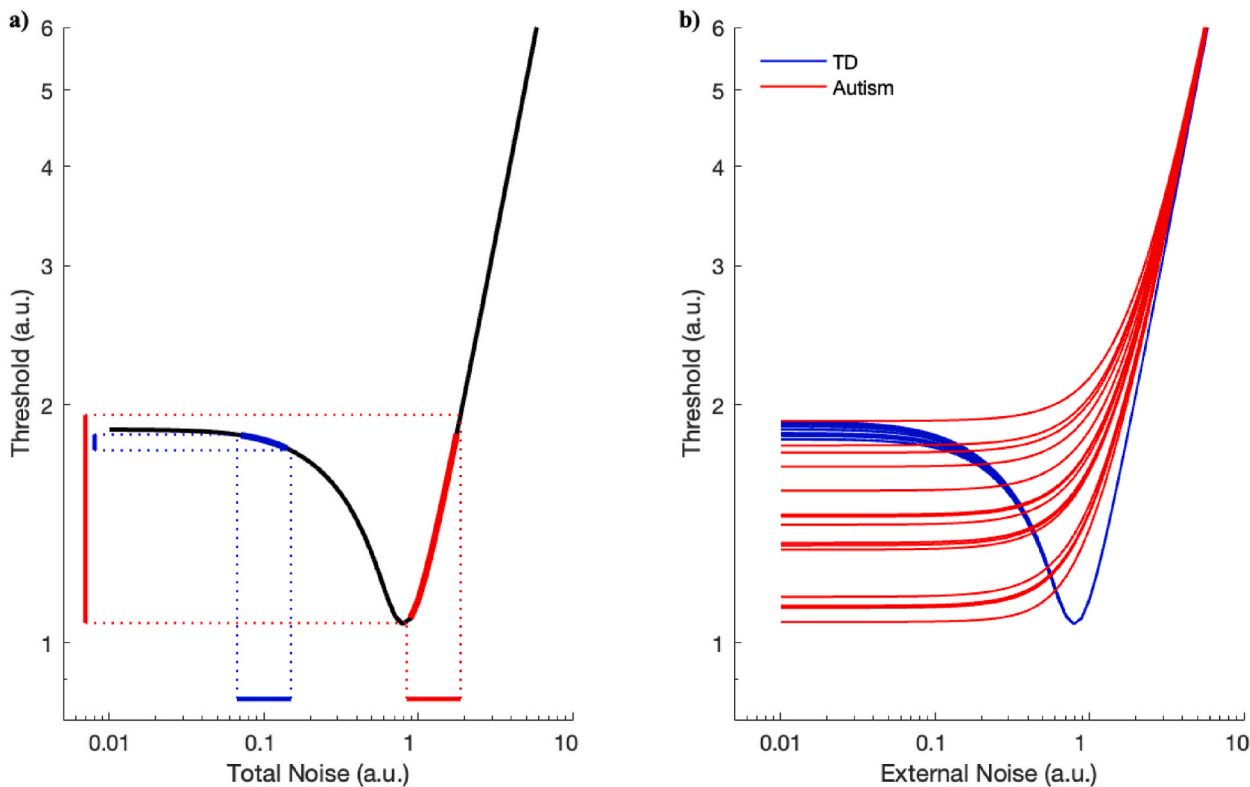 a)
6
5
4
3
2
1
Threshold (a.u.)
0.01
0.1
1
10
Total Noise (a.u.)
b)
6
5
4
3
2
1
Threshold (a.u.)
TD
Autism
0.01
0.1
1
10
External Noise (a.u.)